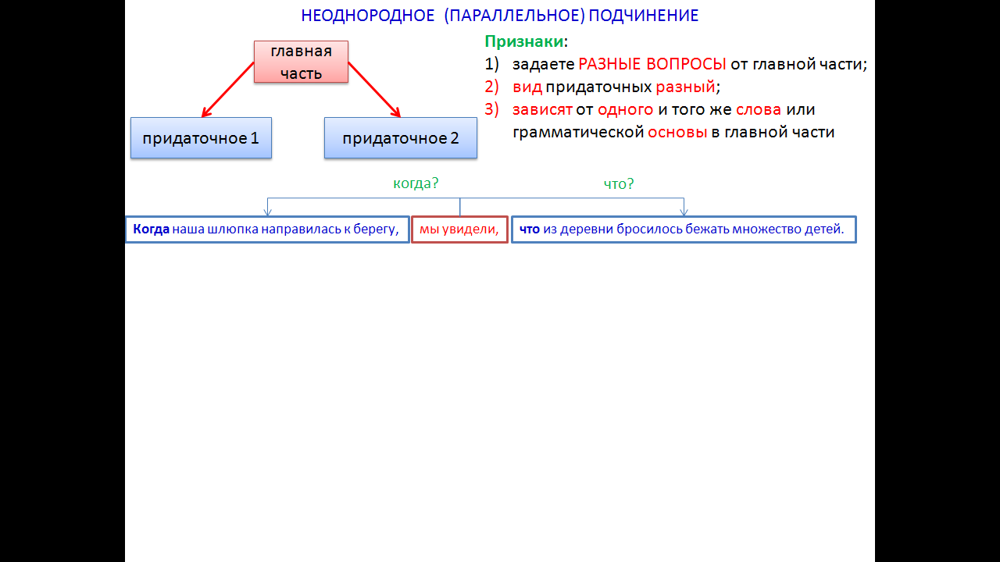 НЕОДНОРОДНОЕ (ПАРАЛЛЕЛЬНОЕ) ПОДЧИНЕНИЕ
главная
часть
придаточное 1
придаточное 2
Признаки:
1) задаете РАЗНЫЕ ВОПРОСЫ от главной части;
2) вид придаточных разный;
3) зависят от одного и того же слова или
грамматической основы в главной части
когда?
что?
Когда наша шлюпка направилась к берегу,
мы увидели,
что из деревни бросилось бежать множество детей.